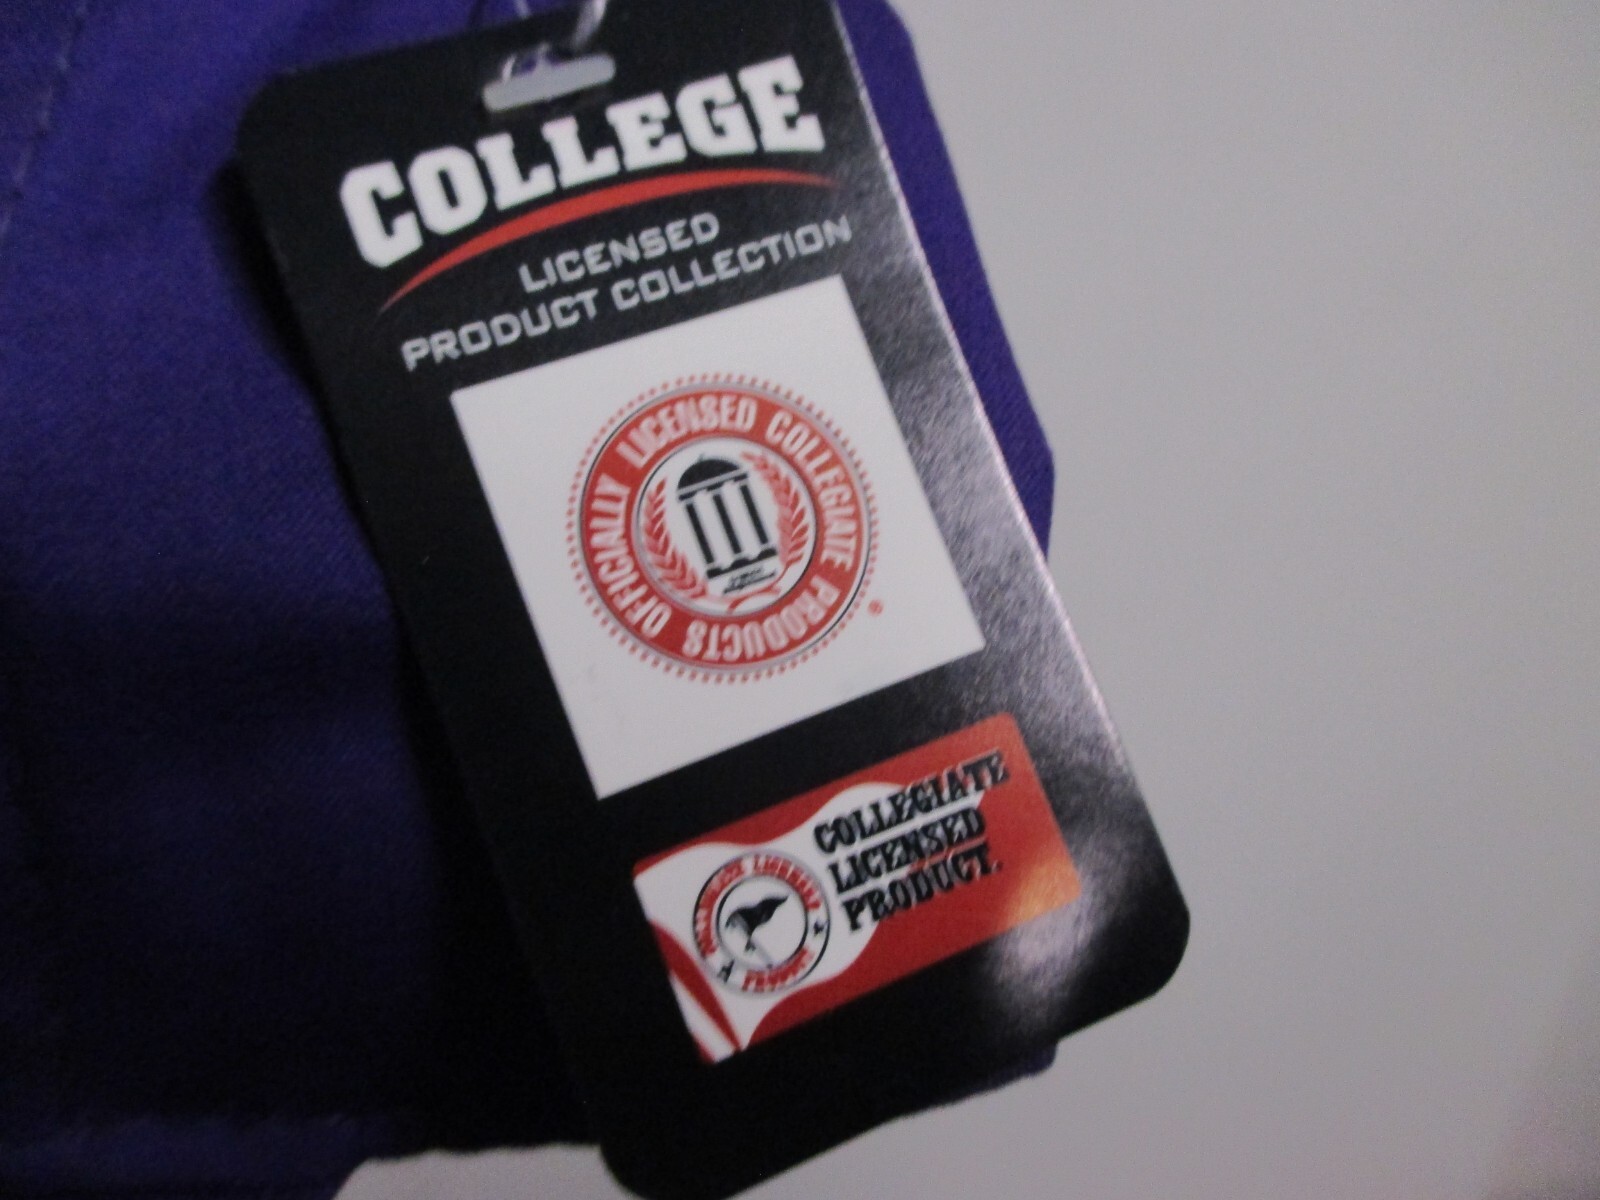 COLLEGE
LICENSED
PRODUCT COLLECTION
OFFICIALLY LICENSED COLLEGIATE PRODUCTS
®
COLLEGIATE
LICENSED
PRODUCT.